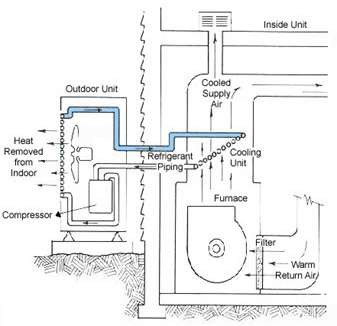 Inside Unit
Outdoor Unit
Cooled
Supply
Air
Heat
Removed
from
Indoor
Refrigerant
Piping
Cooling
Unit
Compressor
Furnace
Filter
Warm
Return Air